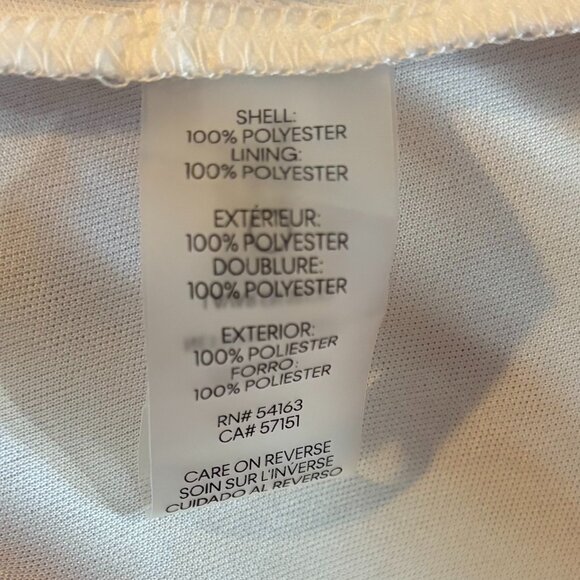 SHELL:
100% POLYESTER
LINING:
100% POLYESTER
EXTÉRIEUR:
100% POLYESTER
DOUBLURE:
100% POLYESTER
EXTERIOR:
100% POLIESTER
FORRO:
100% POLIESTER
RN# 54163
CA# 57151
CARE ON REVERSE
SOIN SUR L'INVERSE
CUIDADO AL REVERSO